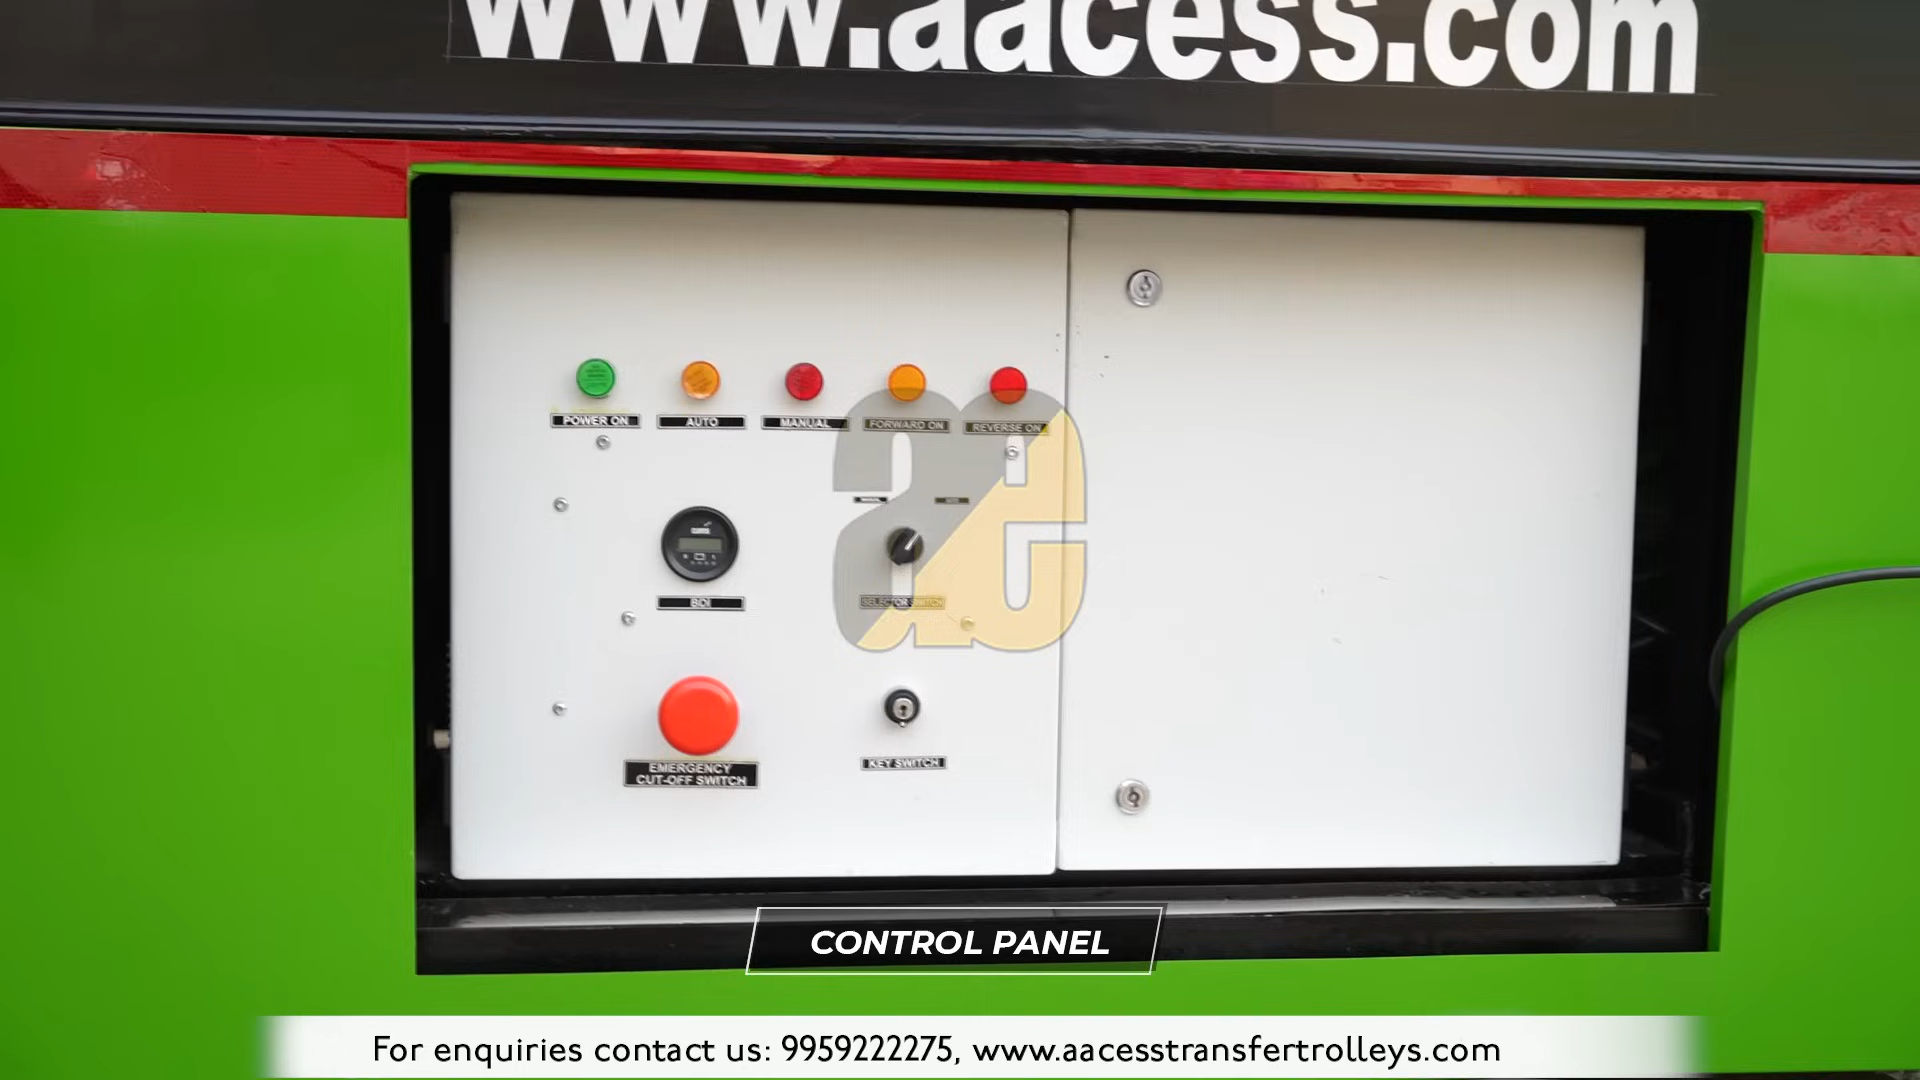 www.aacess.com
POWER ON
AUTO
MANUAL
FORWARD ON
REVERSE ON
BDI
SELECTOR SWITCH
EMERGENCY
CUT-OFF SWITCH
KEY SWITCH
CONTROL PANEL
For enquiries contact us: 9959222275, www.aacesstransfertrolleys.com